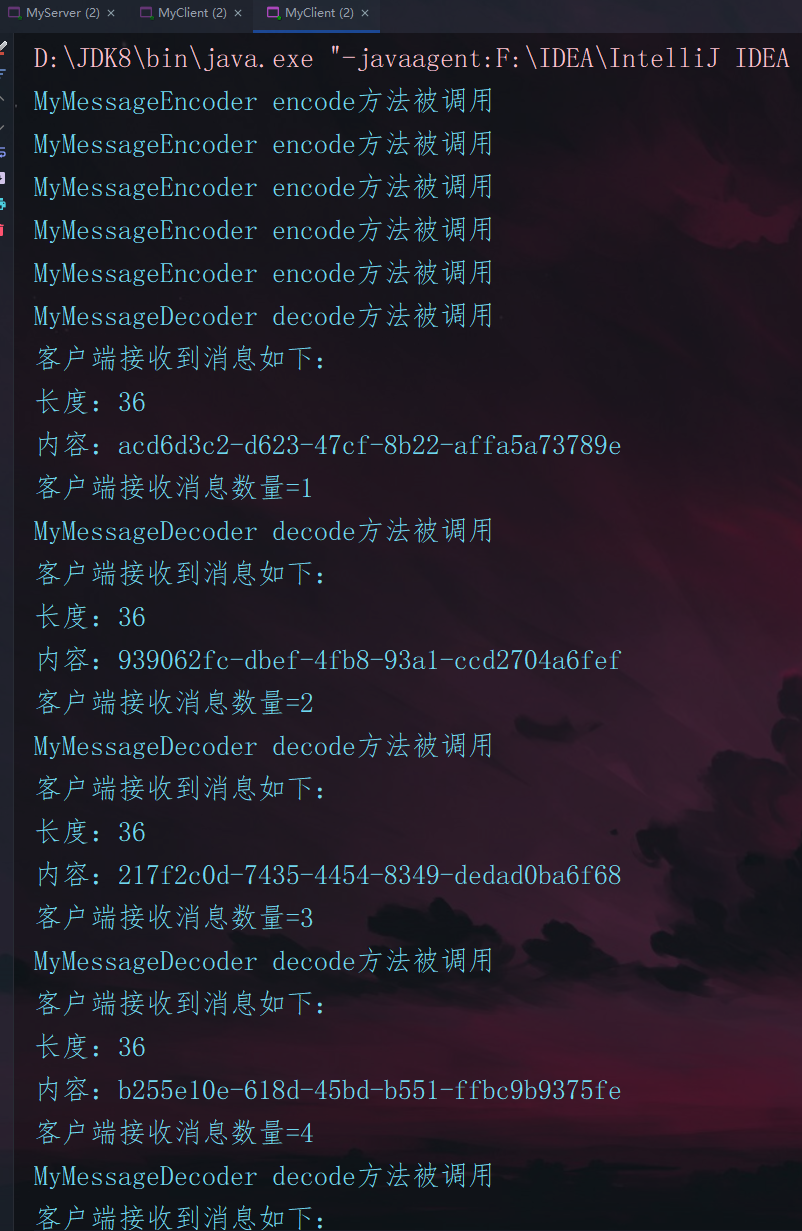 MyServer (2) × MyClient (2) × MyClient (2) ×
D:\JDK8\bin\java.exe "-javaagent:F:\IDEA\IntelliJ IDEA
MyMessageEncoder encode方法被调用
MyMessageEncoder encode方法被调用
MyMessageEncoder encode方法被调用
MyMessageEncoder encode方法被调用
MyMessageEncoder encode方法被调用
MyMessageDecoder decode方法被调用
客户端接收到消息如下：
长度：36
内容：acd6d3c2-d623-47cf-8b22-affa5a73789e
客户端接收消息数量=1
MyMessageDecoder decode方法被调用
客户端接收到消息如下：
长度：36
内容：939062fc-dbef-4fb8-93a1-ccd2704a6fef
客户端接收消息数量=2
MyMessageDecoder decode方法被调用
客户端接收到消息如下：
长度：36
内容：217f2c0d-7435-4454-8349-dedad0ba6f68
客户端接收消息数量=3
MyMessageDecoder decode方法被调用
客户端接收到消息如下：
长度：36
内容：b255e10e-618d-45bd-b551-ffbc9b9375fe
客户端接收消息数量=4
MyMessageDecoder decode方法被调用
客户端接收到消息如下：